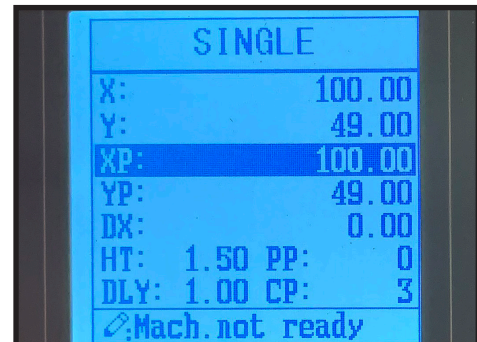 SINGLE
X: 100.00
Y: 49.00
XP: 100.00
YP: 49.00
DX: 0.00
HT: 1.50 PP: 0
DLY: 1.00 CP: 3
:Mach.not ready